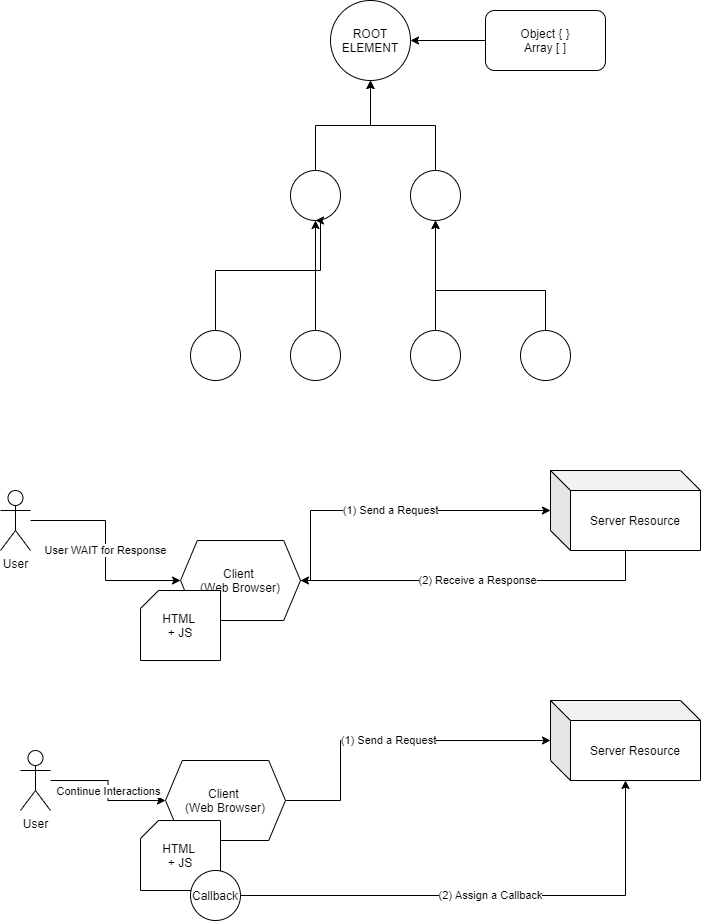 ROOT
ELEMENT
Object { }
Array [ ]
(1) Send a Request
Server Resource
User WAIT for Response
User
Client
(Web Browser)
(2) Receive a Response
HTML
+ JS
(1) Send a Request
Server Resource
Continue Interactions
Client
(Web Browser)
User
HTML
+ JS
Callback
(2) Assign a Callback